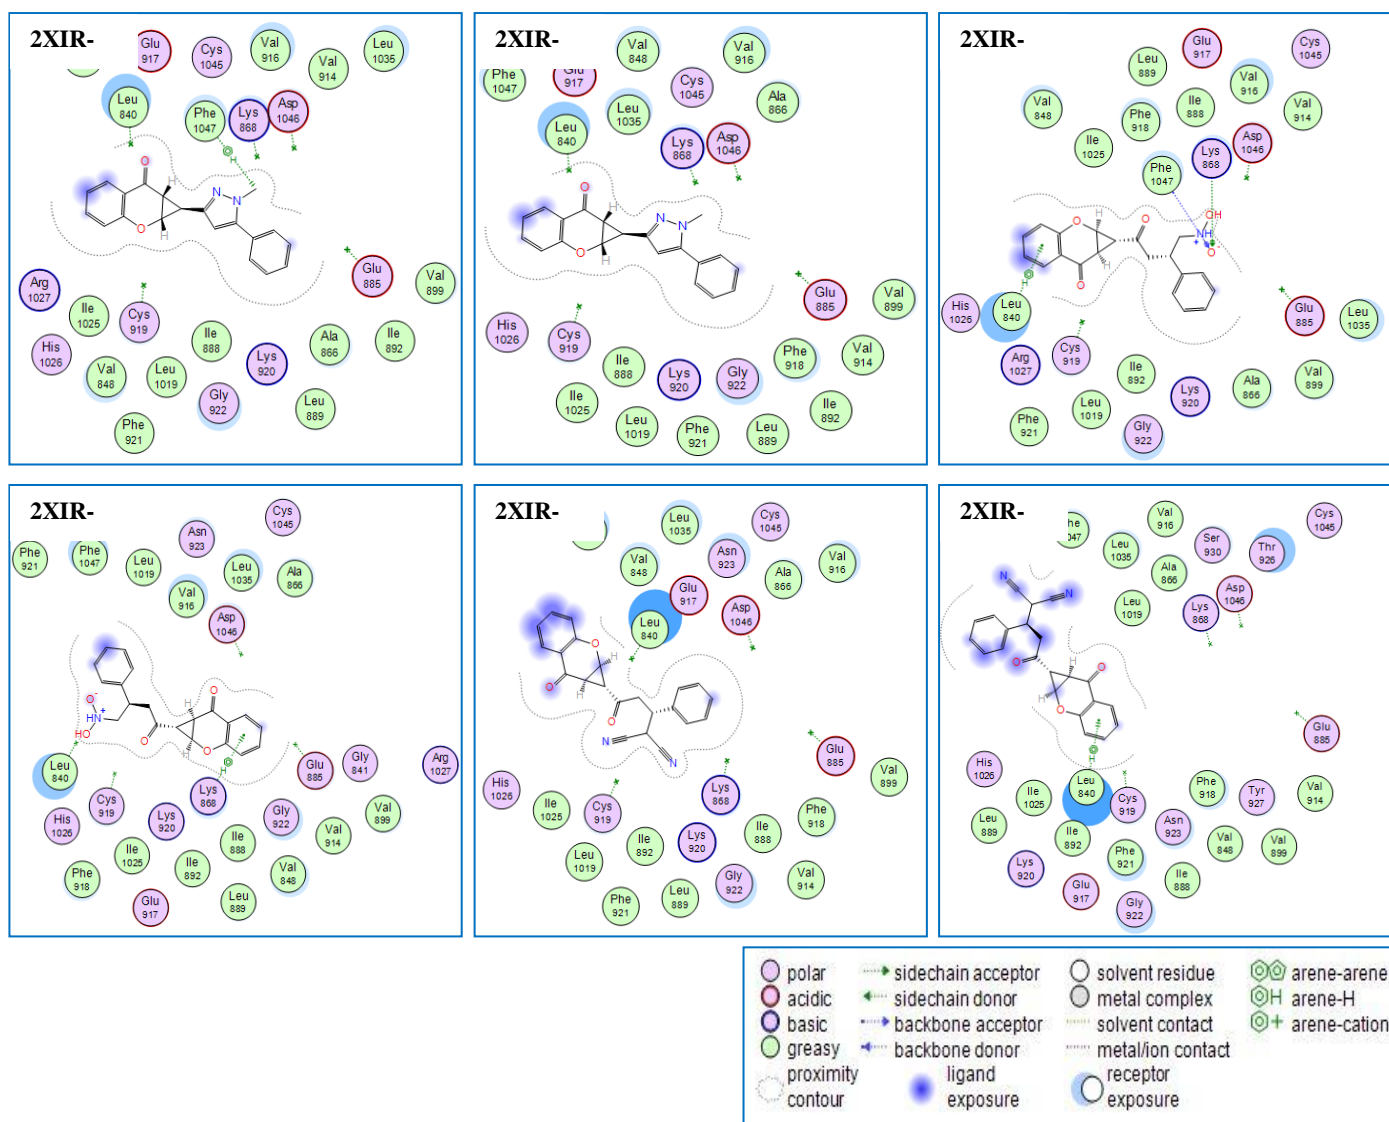 2XIR-
Glu 917
Cys 1045
Val 916
Val 914
Leu 1035
Leu 840
Phe 1047
Lys 868
Asp 1046
H
O
H
N
N
O
H
Glu 885
Val 899
Arg 1027
Ile 1025
Cys 919
His 1026
Ile 888
Ala 866
Ile 892
Val 848
Leu 1019
Lys 920
Gly 922
Leu 889
Phe 921
2XIR-
Val 848
Val 916
Phe 1047
Glu 917
Cys 1045
Leu 1035
Ala 866
Leu 840
Lys 868
Asp 1046
O
H
N
N
O
H
Glu 885
Val 899
His 1026
Cys 919
Ile 888
Lys 920
Gly 922
Phe 918
Val 914
Ile 1025
Leu 1019
Phe 921
Leu 889
Ile 892
2XIR-
Glu 917
Cys 1045
Leu 889
Val 916
Val 848
Phe 918
Ile 888
Val 914
Ile 1025
Asp 1046
Phe 1047
Lys 868
O
H
O
OH
NH
+
O
-
H
O
H
His 1026
Leu 840
Glu 885
Leu 1035
Arg 1027
Cys 919
Ile 892
Lys 920
Ala 866
Val 899
Phe 921
Leu 1019
Gly 922
2XIR-
Cys 1045
Asn 923
Phe 921
Phe 1047
Leu 1019
Leu 1035
Ala 866
Val 916
Asp 1046
O
-
HN
+
HO
O
H
O
H
O
H
Leu 840
Cys 919
Lys 868
Glu 885
Gly 841
Arg 1027
His 1026
Lys 920
Gly 922
Val 899
Phe 918
Ile 1025
Ile 892
Ile 888
Val 914
Val 848
Glu 917
Leu 889
2XIR-
Leu 1035
Cys 1045
Asn 923
Val 848
Ala 866
Val 916
Glu 917
Asp 1046
Leu 840
O
H
O
H
O
N
N
Glu 885
Val 899
His 1026
Ile 1025
Cys 919
Lys 868
Phe 918
Lys 920
Ile 888
Leu 1019
Ile 892
Gly 922
Val 914
Phe 921
Leu 889
2XIR-
Val 916
Cys 1045
1047
Leu 1035
Ser 930
Thr 926
Ala 866
Asp 1046
Leu 1019
Lys 868
N
N
O
H
O
H
O
H
Glu 885
His 1026
Leu 840
Ile 1025
Cys 919
Phe 918
Tyr 927
Val 914
Leu 889
Ile 892
Asn 923
Val 848
Val 899
Lys 920
Phe 921
Ile 888
Glu 917
Gly 922
polar sidechain acceptor solvent residue arene-arene
acidic sidechain donor metal complex H arene-H
basic backbone acceptor solvent contact + arene-cation
greasy backbone donor metal/ion contact
proximity contour
ligand exposure
receptor exposure